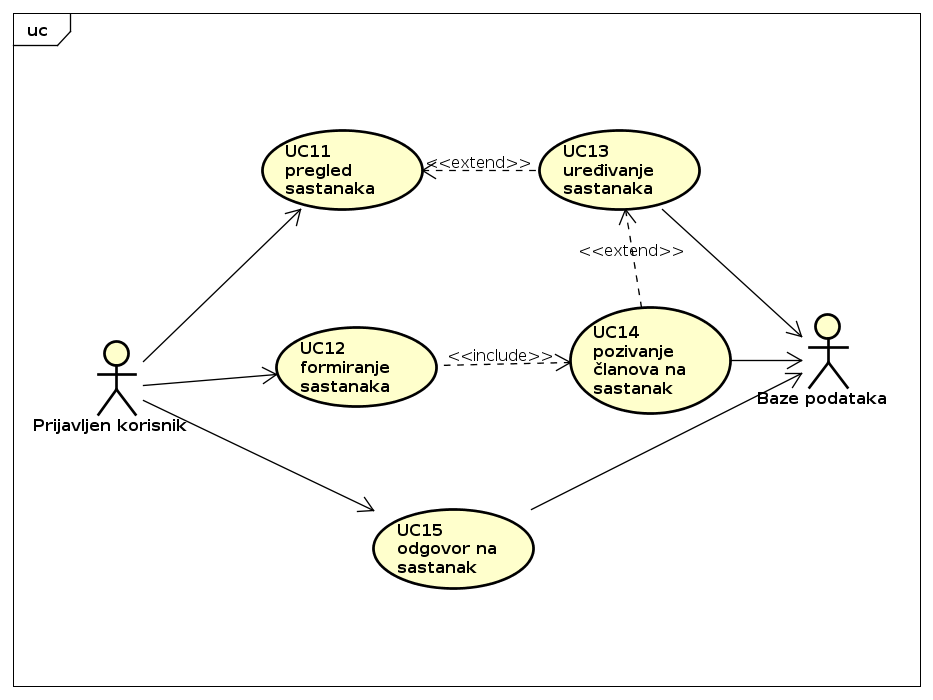 uc
UC11
pregled
sastanaka
<<extend>>
UC13
uređivanje
sastanaka
<<extend>>
UC12
formiranje
sastanaka
<<include>>
UC14
pozivanje
članova na
sastanak
Prijavljen korisnik
Baze podataka
UC15
odgovor na
sastanak